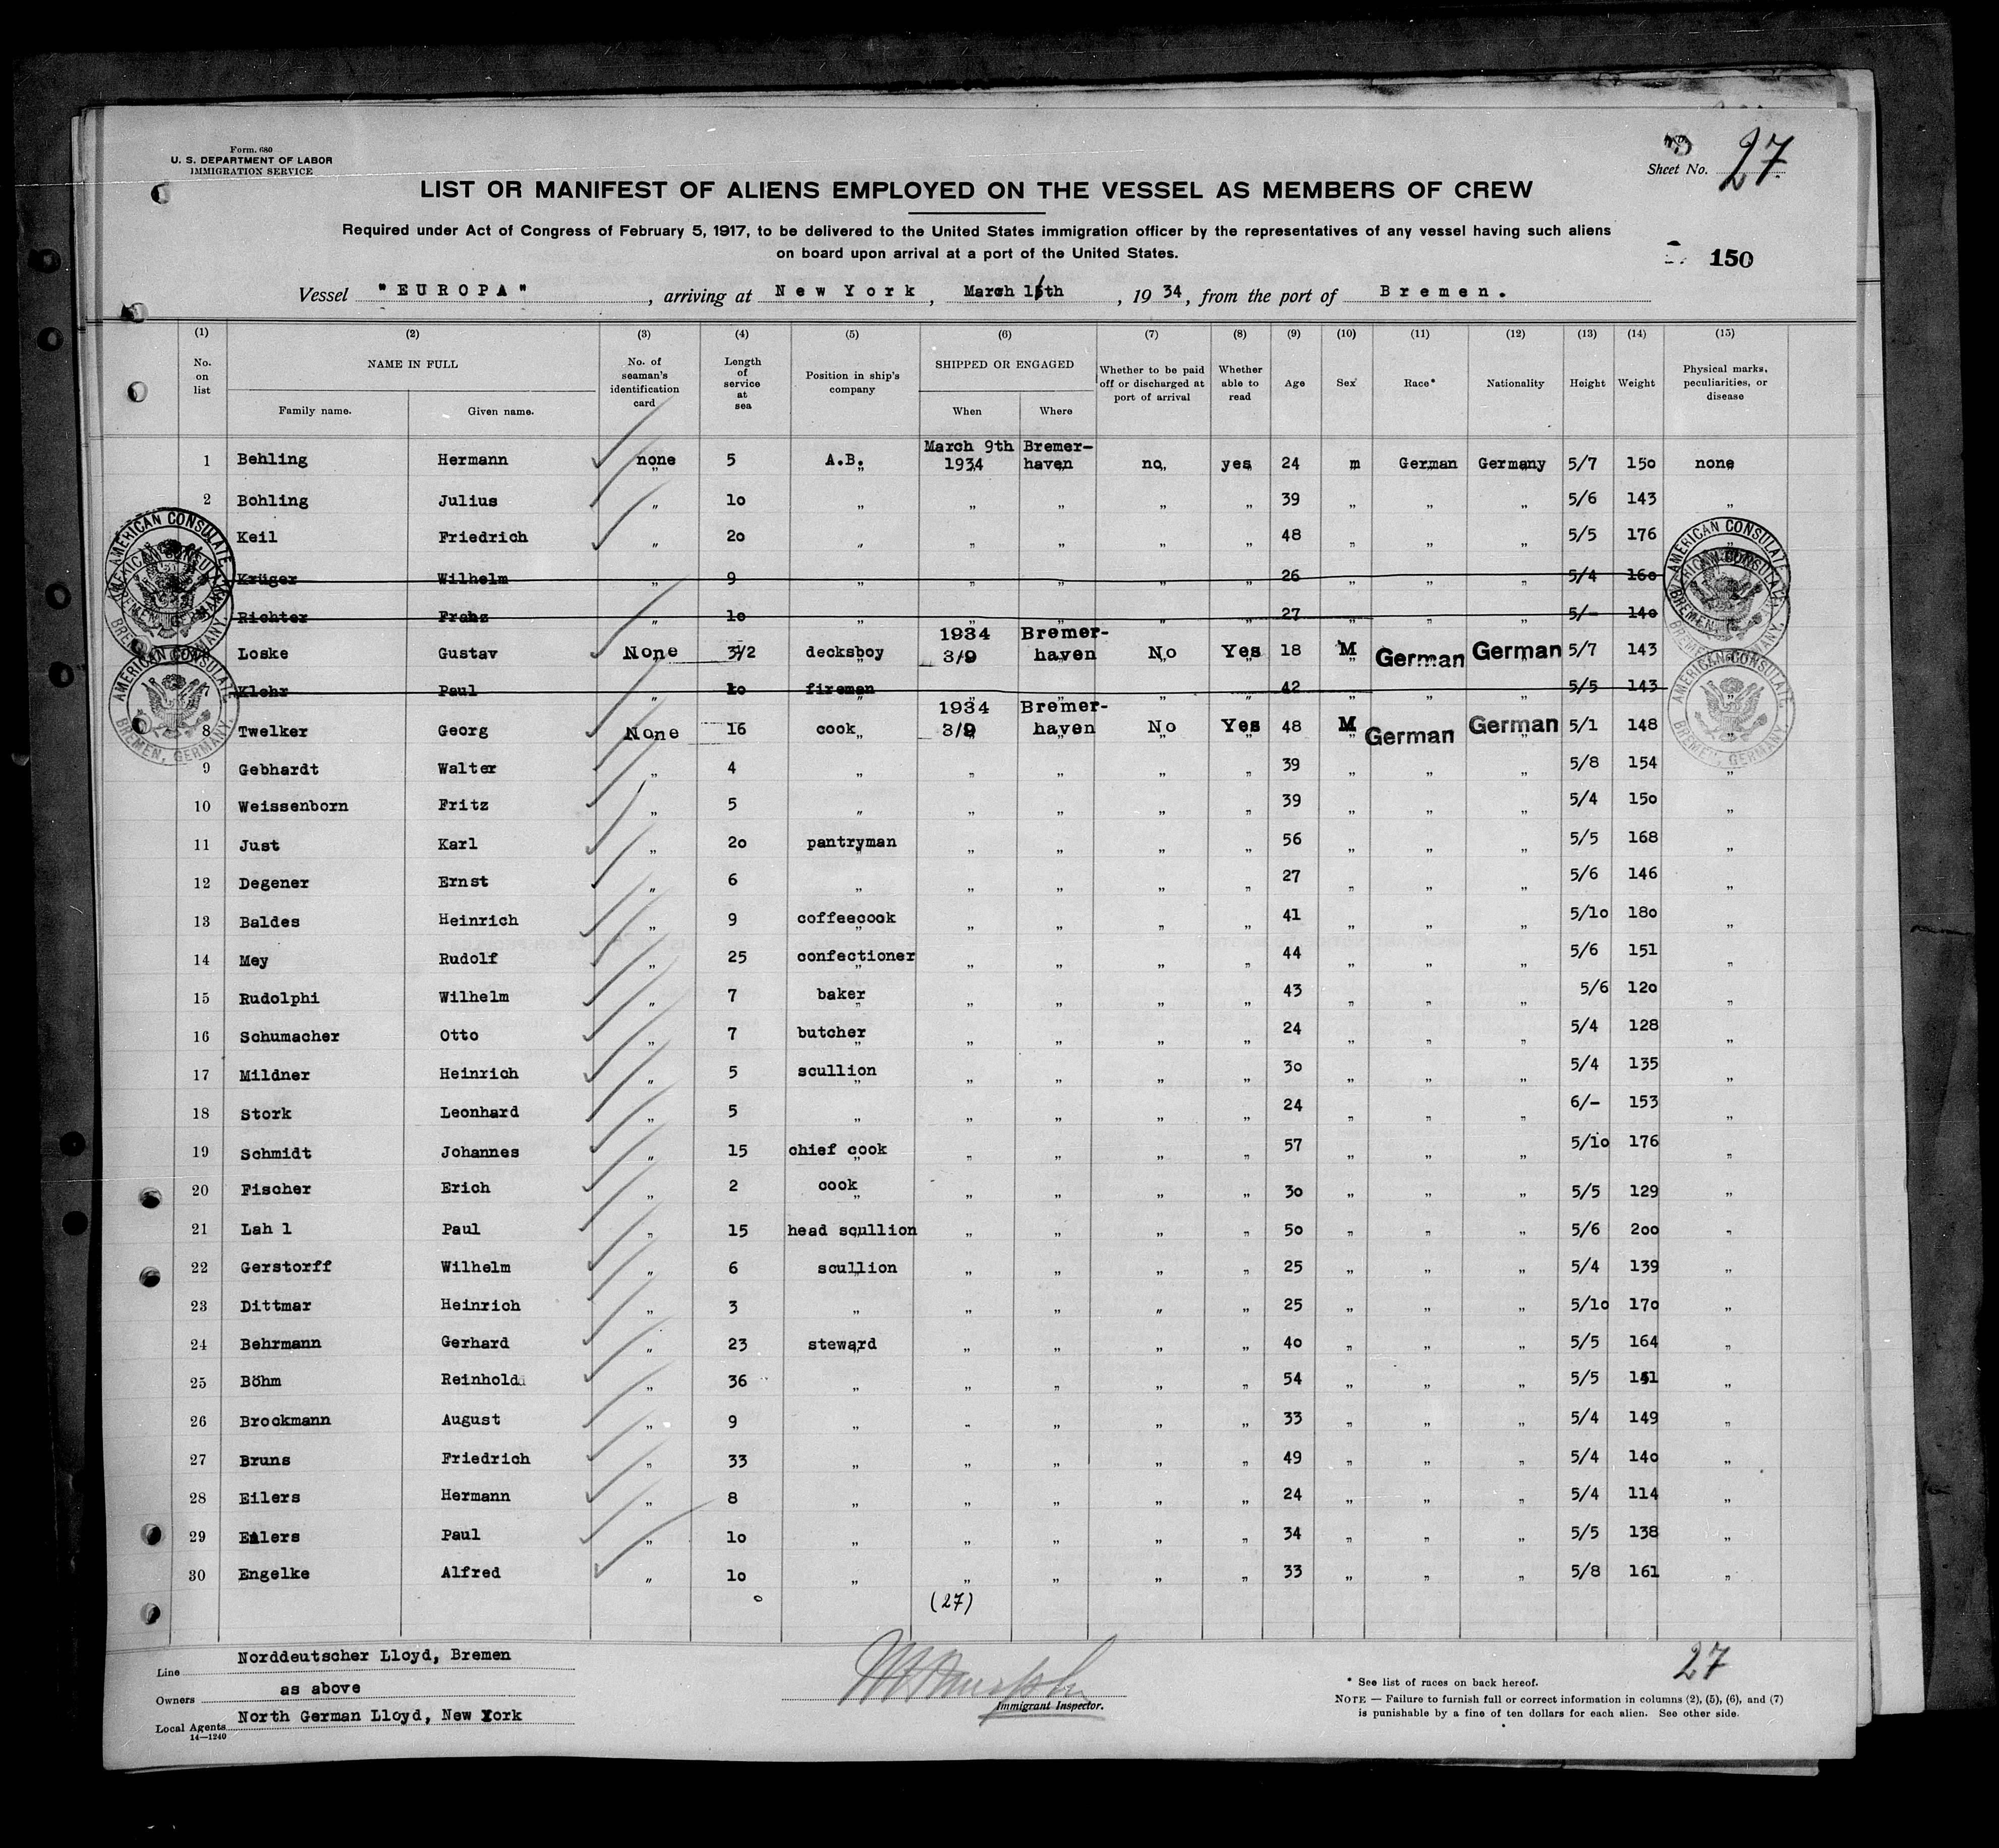 Form. 680
U. S. DEPARTMENT OF LABOR
IMMIGRATION SERVICE
Sheet No. 27
LIST OR MANIFEST OF ALIENS EMPLOYED ON THE VESSEL AS MEMBERS OF CREW
Required under Act of Congress of February 5, 1917, to be delivered to the United States immigration officer by the representatives of any vessel having such aliens
on board upon arrival at a port of the United States.
150
Vessel "EUROPA", arriving at New York, March 1 th, 1934, from the port of Bremen.
(1) (2) (3) (4) (5) (6) (7) (8) (9) (10) (11) (12) (13) (14) (15)
No. on list NAME IN FULL Family name. Given name. No. of seaman's identification card Length of service at sea Position in ship's company SHIPPED OR ENGAGED When Where Whether to be paid off or discharged at port of arrival Whether able to read Age Sex Race* Nationality Height Weight Physical marks, peculiarities, or disease
1 Behling Hermann none 5 A.B. March 9th 1934 Bremer-haven no yes 24 m German Germany 5/7 150 none
2 Bohling Julius " 10 " " " " " 39 " " " 5/6 143 "
Keil Friedrich " 20 " " " " " 48 " " " 5/5 176 "
Krüger Wilhelm " 9 " " " " " 26 " " " 5/4 160
Richter Franz " 10 " " " " " 27 " " " 5/- 140
Loske Gustav None 3½ decksboy 1934 3/9 Bremer-haven No Yes 18 M German German 5/7 143
7 Klehr Paul " 10 fireman " " " " 42 " " " 5/5 143 "
8 Twelker Georg None 16 cook 1934 3/9 Bremer-haven No Yes 48 M German German 5/1 148 "
9 Gebhardt Walter " 4 " " " " " 39 " " " 5/8 154 "
10 Weissenborn Fritz " 5 " " " " " 39 " " " 5/4 150 "
11 Just Karl " 20 pantryman " " " " 56 " " " 5/5 168 "
12 Degener Ernst " 6 " " " " " 27 " " " 5/6 146 "
13 Baldes Heinrich " 9 coffeecook " " " " 41 " " " 5/10 180 "
14 Mey Rudolf " 25 confectioner " " " " 44 " " " 5/6 151 "
15 Rudolphi Wilhelm " 7 baker " " " " 43 " " " 5/6 120 "
16 Schumacher Otto " 7 butcher " " " " 24 " " " 5/4 128 "
17 Mildner Heinrich " 5 scullion " " " " 30 " " " 5/4 135 "
18 Stork Leonhard " 5 " " " " " 24 " " " 6/- 153 "
19 Schmidt Johannes " 15 chief cook " " " " 57 " " " 5/10 176 "
20 Fischer Erich " 2 cook " " " " 30 " " " 5/5 129 "
21 Lah 1 Paul " 15 head scullion " " " " 50 " " " 5/6 200 "
22 Gerstorff Wilhelm " 6 scullion " " " " 25 " " " 5/4 139 "
23 Dittmar Heinrich " 3 " " " " " 25 " " " 5/10 170 "
24 Behrmann Gerhard " 23 steward " " " " 40 " " " 5/5 164 "
25 Böhm Reinhold " 36 " " " " " 54 " " " 5/5 "
26 Brockmann August " 9 " " " " " 33 " " " 5/4 149 "
27 Bruns Friedrich " 33 " " " " " 49 " " " 5/4 140 "
28 Eilers Hermann " 8 " " " " " 24 " " " 5/4 114 "
29 Ehlers Paul " 10 " " " " " 34 " " " 5/5 138 "
30 Engelke Alfred " 10 " " " " " 33 " " " 5/8 161 "
(27)
AMERICAN CONSULATE
BREMEN, GERMANY.
AMERICAN CONSULATE
BREMEN, GERMANY.
Line Norddeutscher Lloyd, Bremen
Owners as above
Local Agents North German Lloyd, New York
14—1240
Immigrant Inspector.
27
* See list of races on back hereof.
NOTE — Failure to furnish full or correct information in columns (2), (5), (6), and (7)
is punishable by a fine of ten dollars for each alien. See other side.